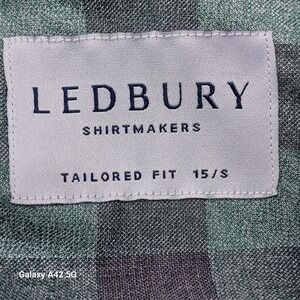 LEDBURY
SHIRTMAKERS
TAILORED FIT 15/S
Galaxy A42 5G